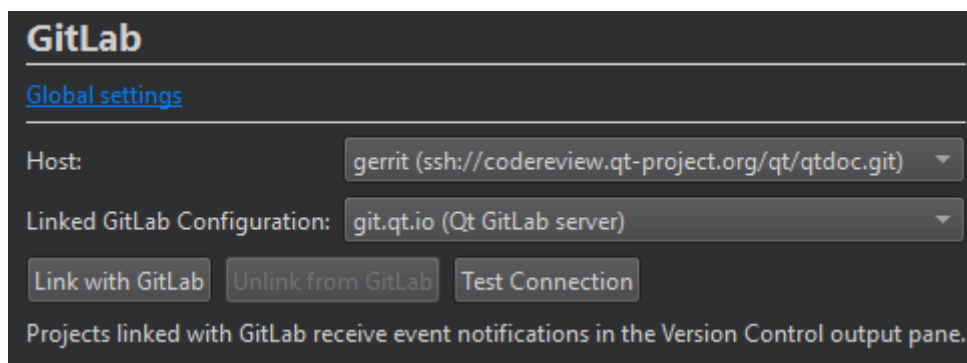 GitLab
Global settings
Host: gerrit (ssh://codereview.qt-project.org/qt/qtdoc.git)
Linked GitLab Configuration: git.qt.io (Qt GitLab server)
Link with GitLab Unlink from GitLab Test Connection
Projects linked with GitLab receive event notifications in the Version Control output pane.